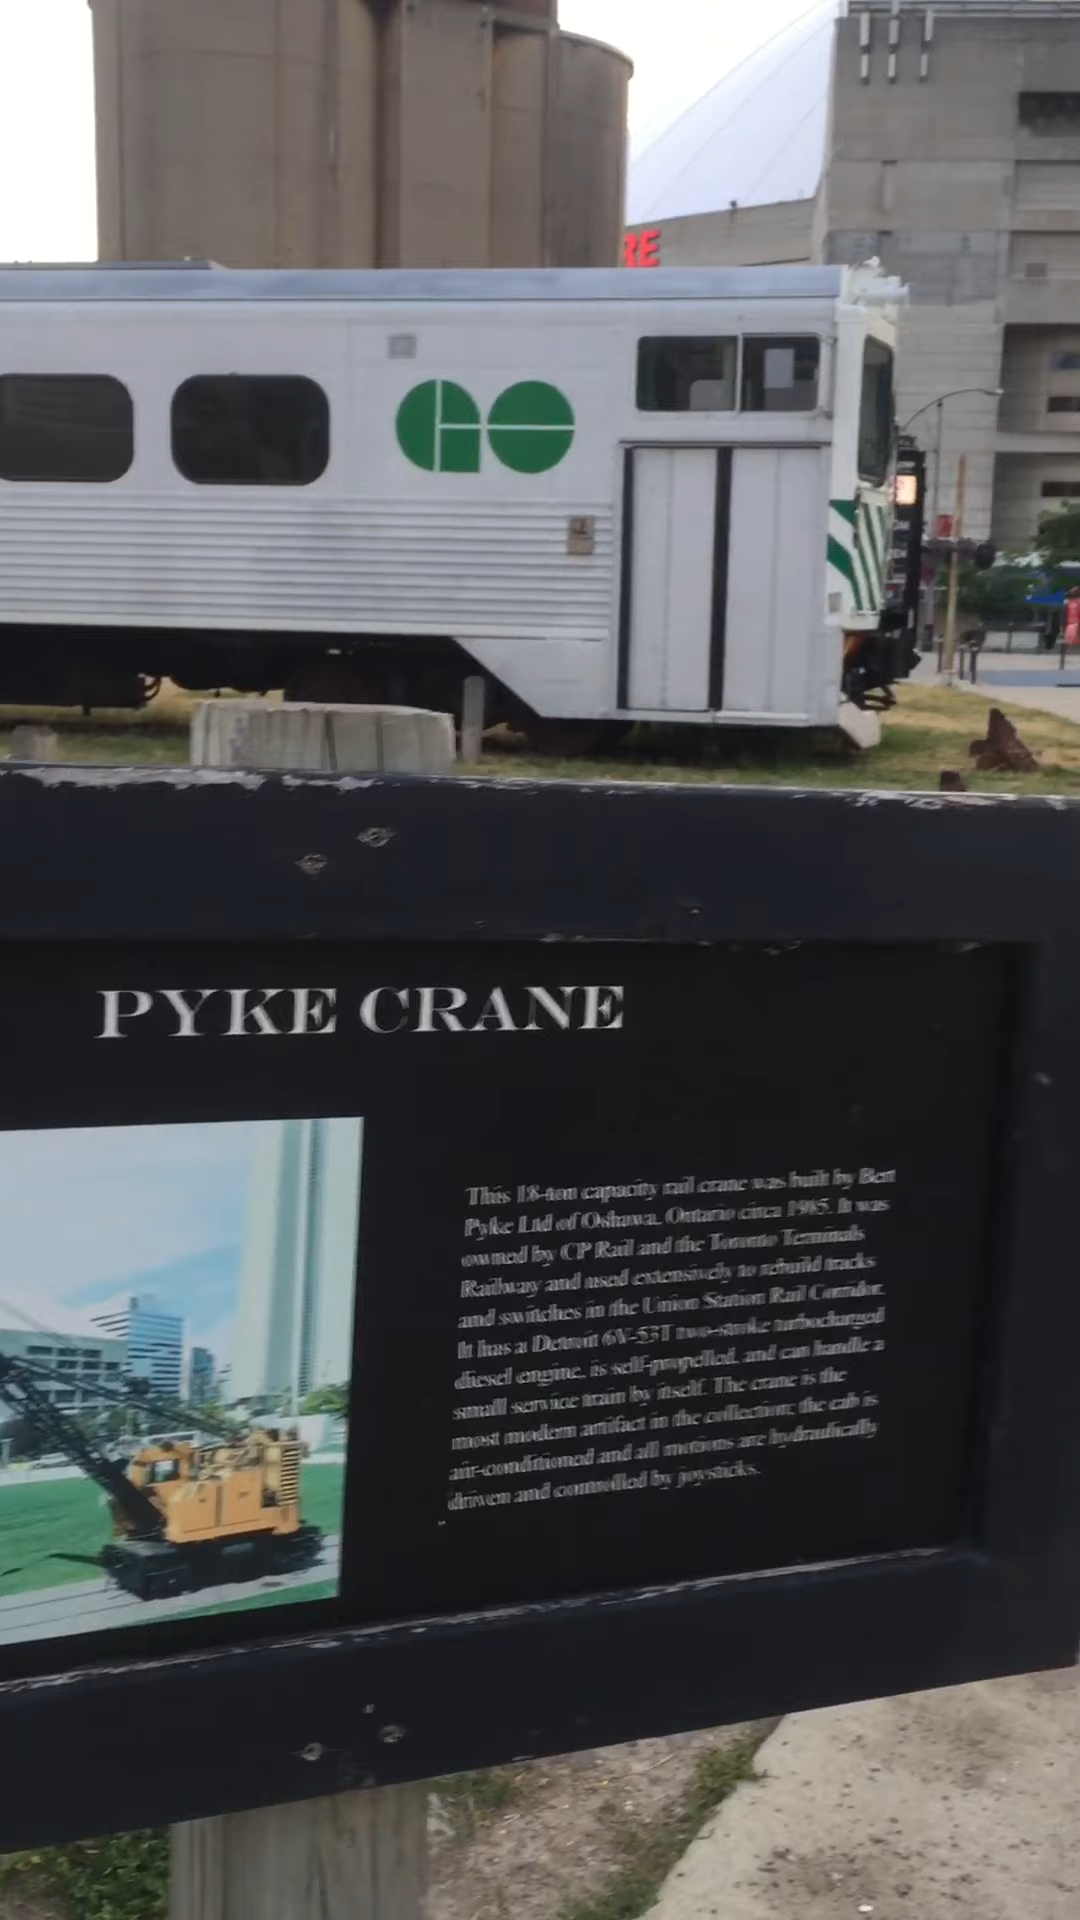 RE
GO
PYKE CRANE
This 18-ton capacity rail crane was built by Bert
Pyke Ltd of Oshawa, Ontario circa 1985. It was
owned by CP Rail and the Toronto Terminals
Railway and used extensively to rebuild tracks
and switches in the Union Station Rail Corridor.
It has a Detroit 6V-53T two-stroke turbocharged
diesel engine, is self-propelled, and can handle a
small service train by itself. The crane is the
most modern artifact in the collection; the cab is
air-conditioned and all motions are hydraulically
driven and controlled by joysticks.